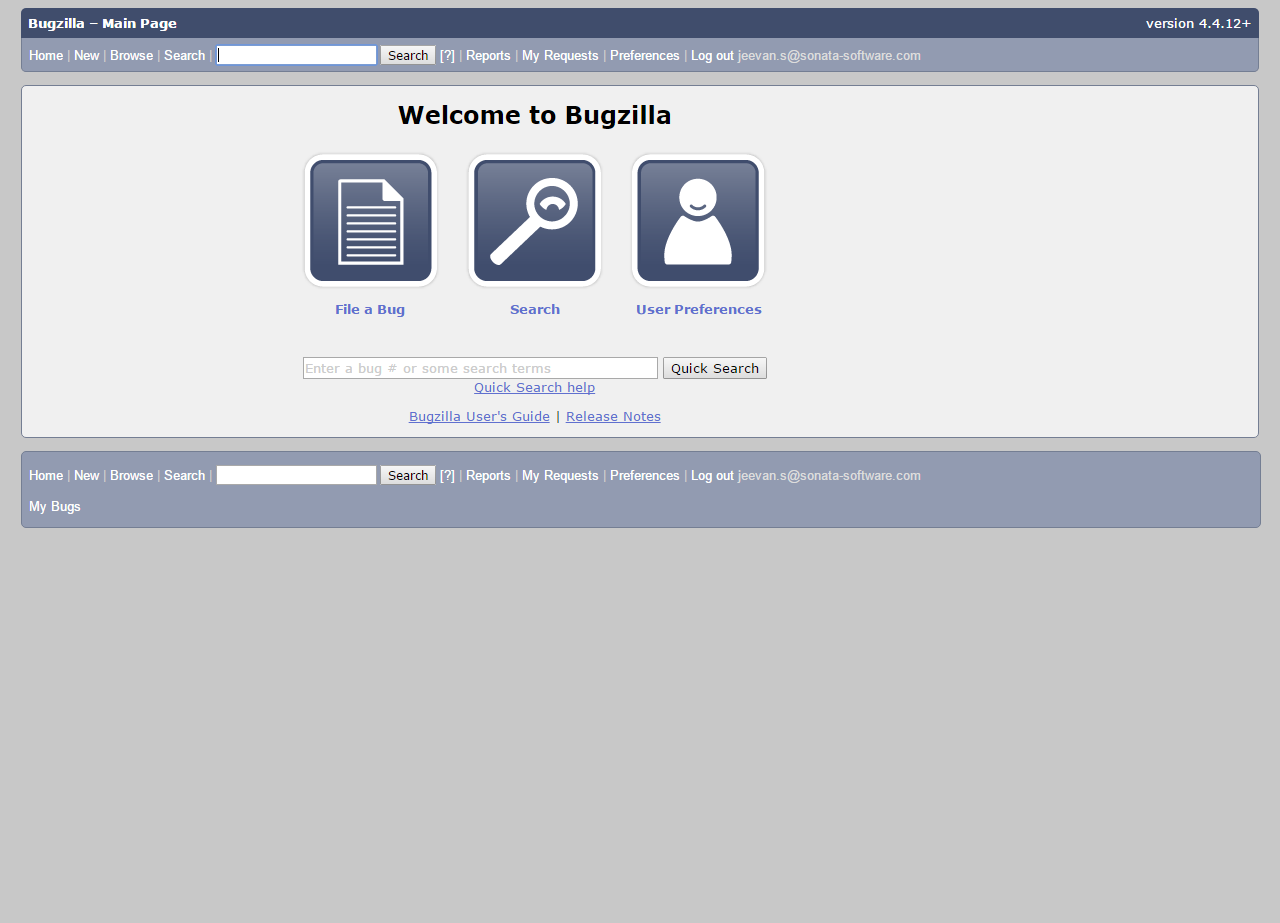 Bugzilla – Main Page version 4.4.12+
Home | New | Browse | Search | Search [?] | Reports | My Requests | Preferences | Log out jeevan.s@sonata-software.com
Welcome to Bugzilla
File a Bug Search User Preferences
Enter a bug # or some search terms Quick Search
Quick Search help
Bugzilla User's Guide | Release Notes
Home | New | Browse | Search | Search [?] | Reports | My Requests | Preferences | Log out jeevan.s@sonata-software.com
My Bugs